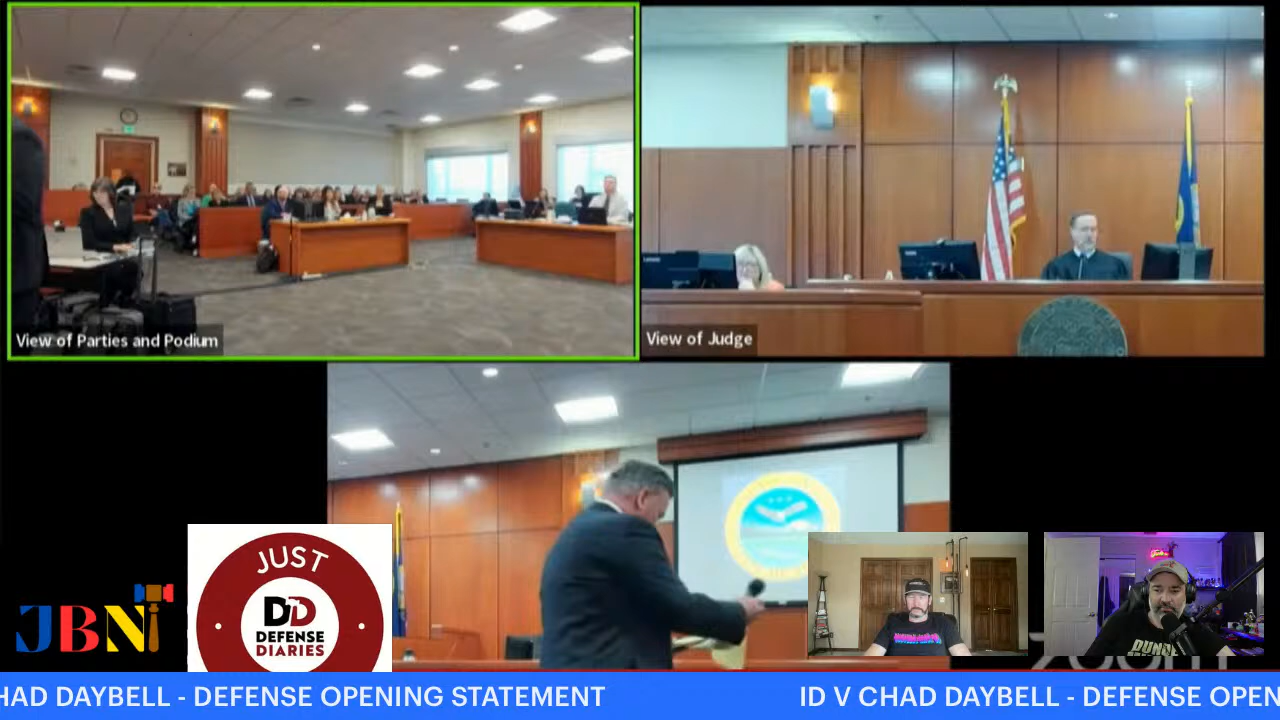 View of Parties and Podium
View of Judge
JUST
DD
DEFENSE
DIARIES
JBN
zoom
HAD DAYBELL - DEFENSE OPENING STATEMENT
ID V CHAD DAYBELL - DEFENSE OPEN